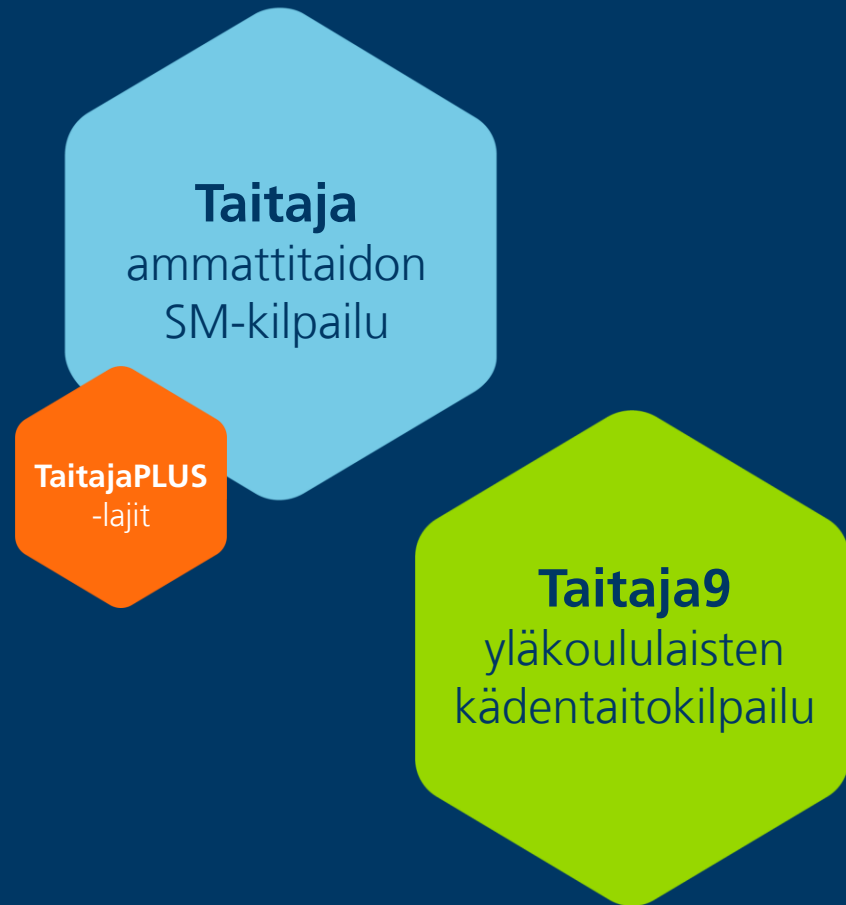 Taitaja
ammattitaidon
SM-kilpailu
TaitajaPLUS
-lajit
Taitaja9
yläkoululaisten
kädentaitokilpailu